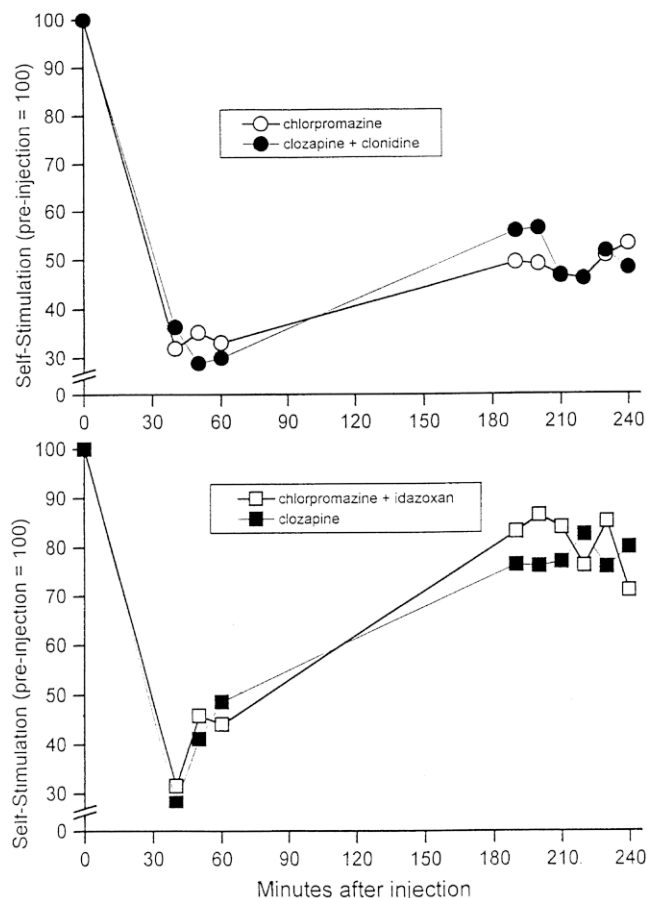 100
90
80
70
60
50
40
30
0
Self-Stimulation (pre-injection = 100)
chlorpromazine
clozapine + clonidine
0 30 60 90 120 150 180 210 240
100
90
80
70
60
50
40
30
0
Self-Stimulation (pre-injection = 100)
chlorpromazine + idazoxan
clozapine
0 30 60 90 120 150 180 210 240
Minutes after injection